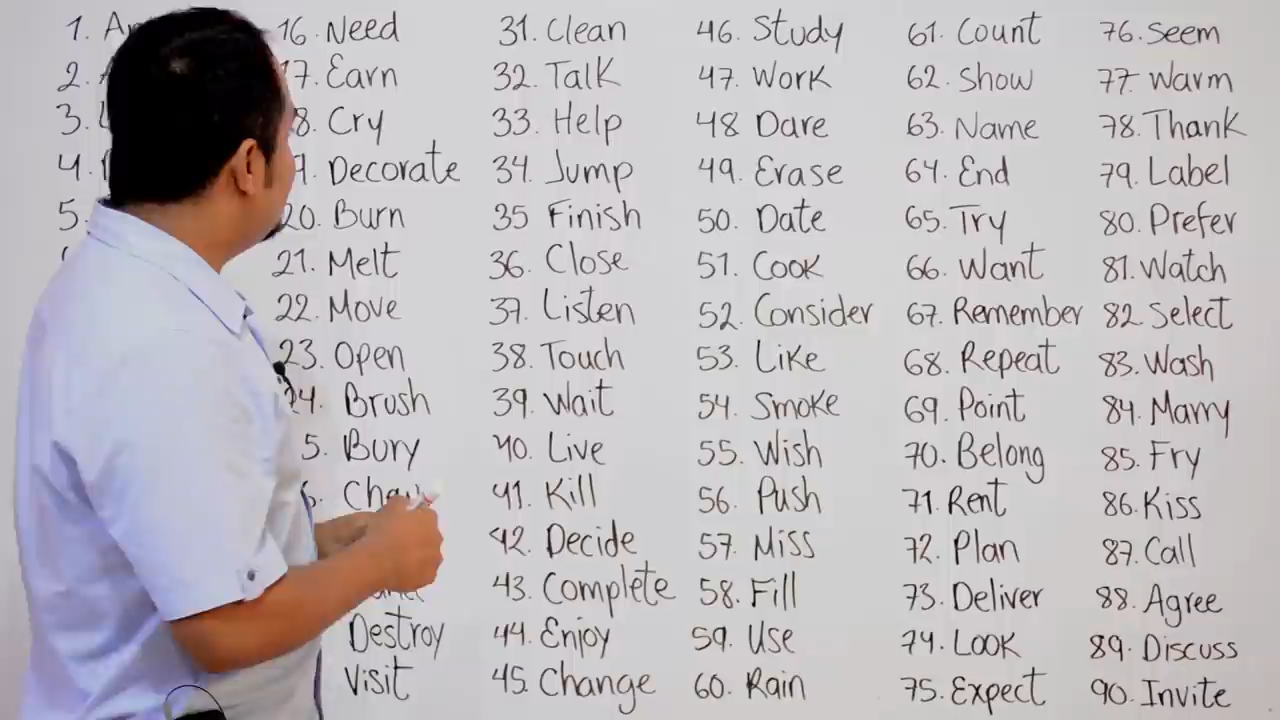 1.
2.
3.
4.
5.
16. Need
17. Earn
8. Cry
Decorate
20. Burn
21. Melt
22. Move
23. Open
24. Brush
5. Bury
Destroy
Visit
31. Clean
32. Talk
33. Help
34. Jump
35 Finish
36. Close
37. Listen
38. Touch
39. Wait
40. Live
41. Kill
42. Decide
43. Complete
44. Enjoy
45. Change
46. Study
47. Work
48 Dare
49. Erase
50. Date
51. Cook
52. Consider
53. Like
54. Smoke
55. Wish
56. Push
57. Miss
58. Fill
59. Use
60. Rain
61. Count
62. Show
63. Name
64. End
65. Try
66. Want
67. Remember
68. Repeat
69. Point
70. Belong
71. Rent
72. Plan
73. Deliver
74. Look
75. Expect
76. Seem
77. Warm
78. Thank
79. Label
80. Prefer
81. Watch
82. Select
83. Wash
84. Marry
85. Fry
86. Kiss
87. Call
88. Agree
89. Discuss
90. Invite